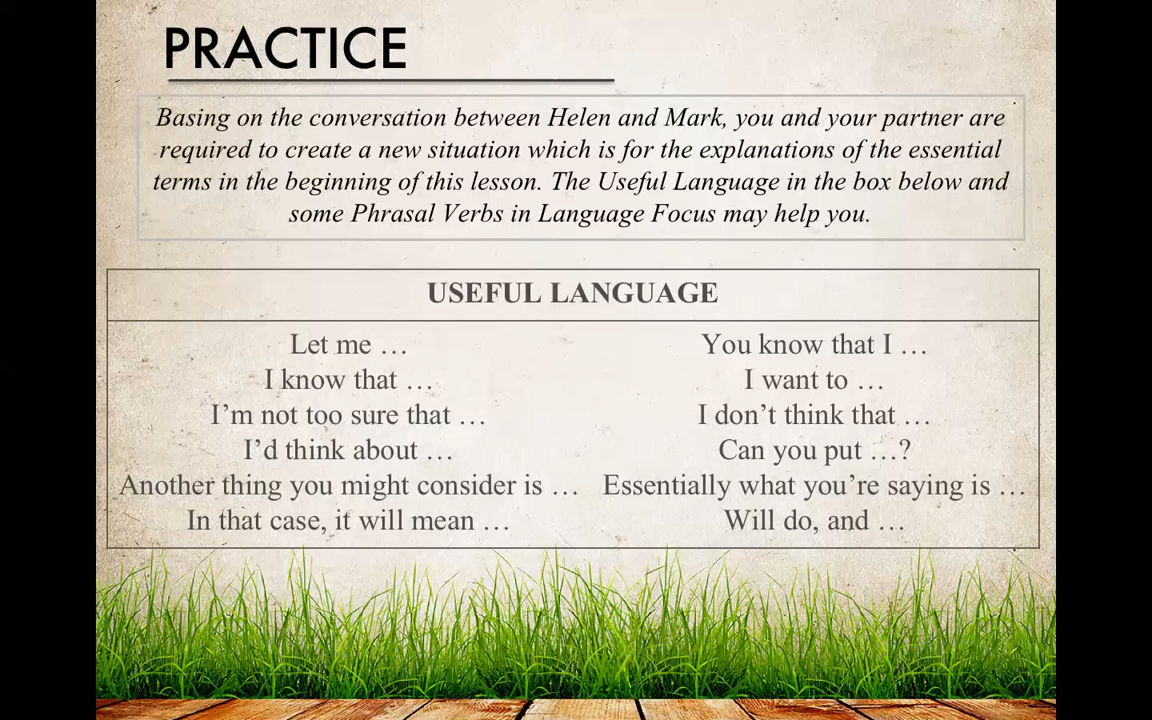 PRACTICE
Basing on the conversation between Helen and Mark, you and your partner are
required to create a new situation which is for the explanations of the essential
terms in the beginning of this lesson. The Useful Language in the box below and
some Phrasal Verbs in Language Focus may help you.
USEFUL LANGUAGE
Let me …
I know that …
I’m not too sure that …
I’d think about …
Another thing you might consider is …
In that case, it will mean …
You know that I …
I want to …
I don’t think that …
Can you put …?
Essentially what you’re saying is …
Will do, and …